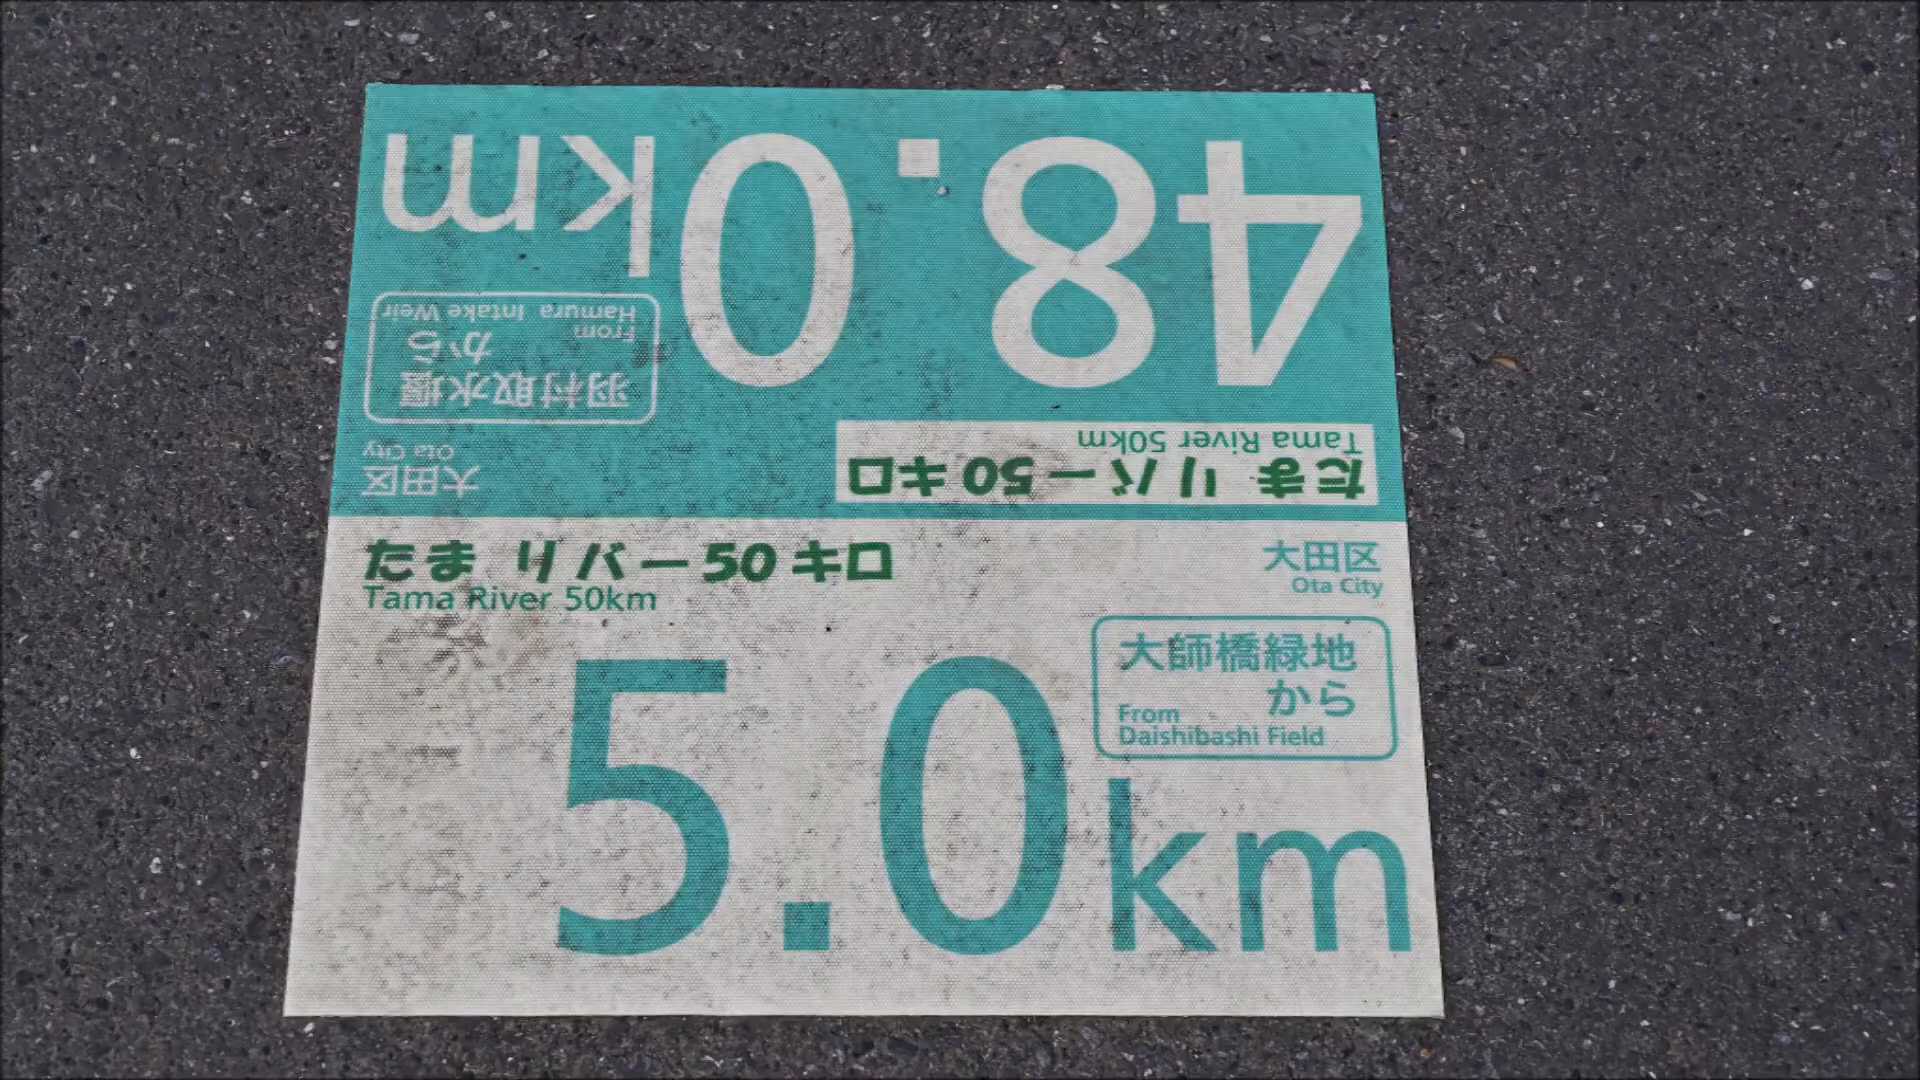 48.0km
羽村取水堰
から
From
Hamura Intake Weir
大田区
Ota City
たまリバー50キロ
Tama River 50km
たまリバー50キロ
Tama River 50km
大田区
Ota City
大師橋緑地
から
From
Daishibashi Field
5.0km